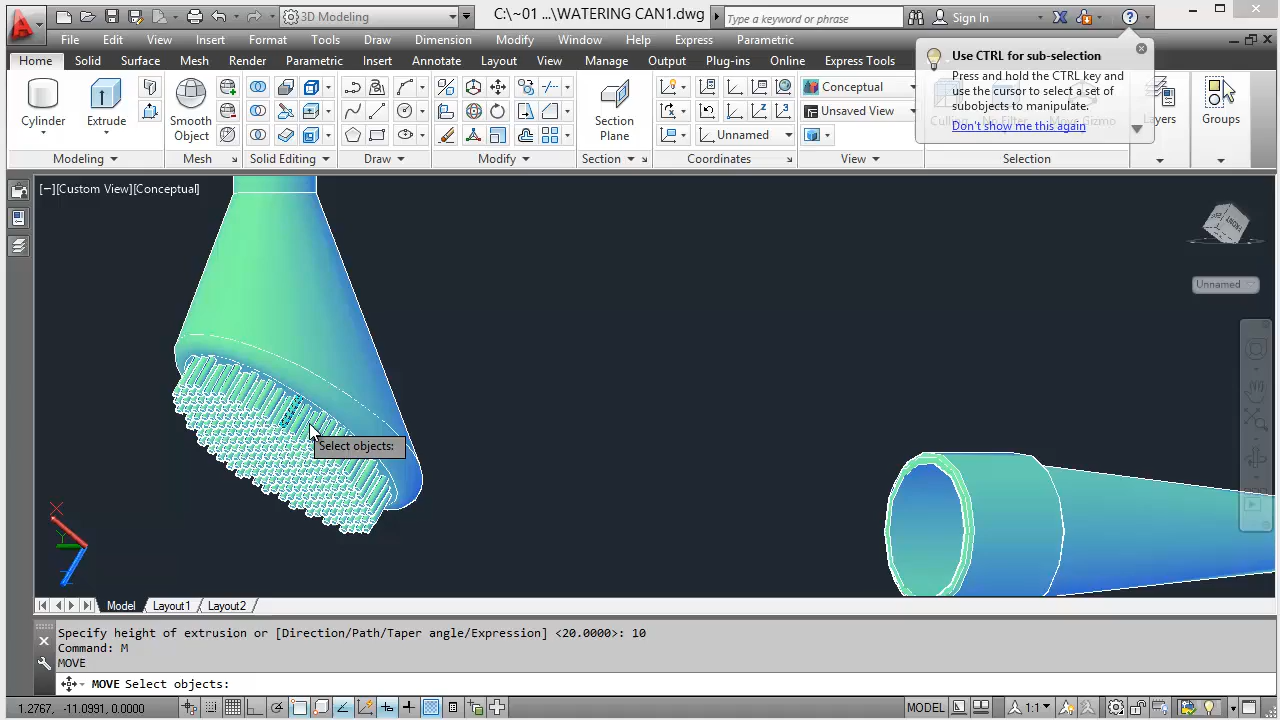 3D Modeling
C:\~01 ...\WATERING CAN1.dwg
Type a keyword or phrase
Sign In
File Edit View Insert Format Tools Draw Dimension Modify Window Help Express Parametric
Home Solid Surface Mesh Render Parametric Insert Annotate Layout View Manage Output Plug-ins Online Express Tools
Use CTRL for sub-selection
Press and hold the CTRL key and
use the cursor to select a set of
subobjects to manipulate.
Don't show me this again
Cylinder
Extrude
Smooth
Object
Section
Plane
Conceptual
Unsaved View
Unnamed
Culling
No Filter
Move Gizmo
Layers
Groups
Modeling
Mesh
Solid Editing
Draw
Modify
Section
Coordinates
View
Selection
[−][Custom View][Conceptual]
Unnamed
Select objects:
X
Y
Model Layout1 Layout2
Specify height of extrusion or [Direction/Path/Taper angle/Expression] <20.0000>: 10
Command: M
MOVE
MOVE Select objects:
1.2767, -11.0991, 0.0000
MODEL
1:1